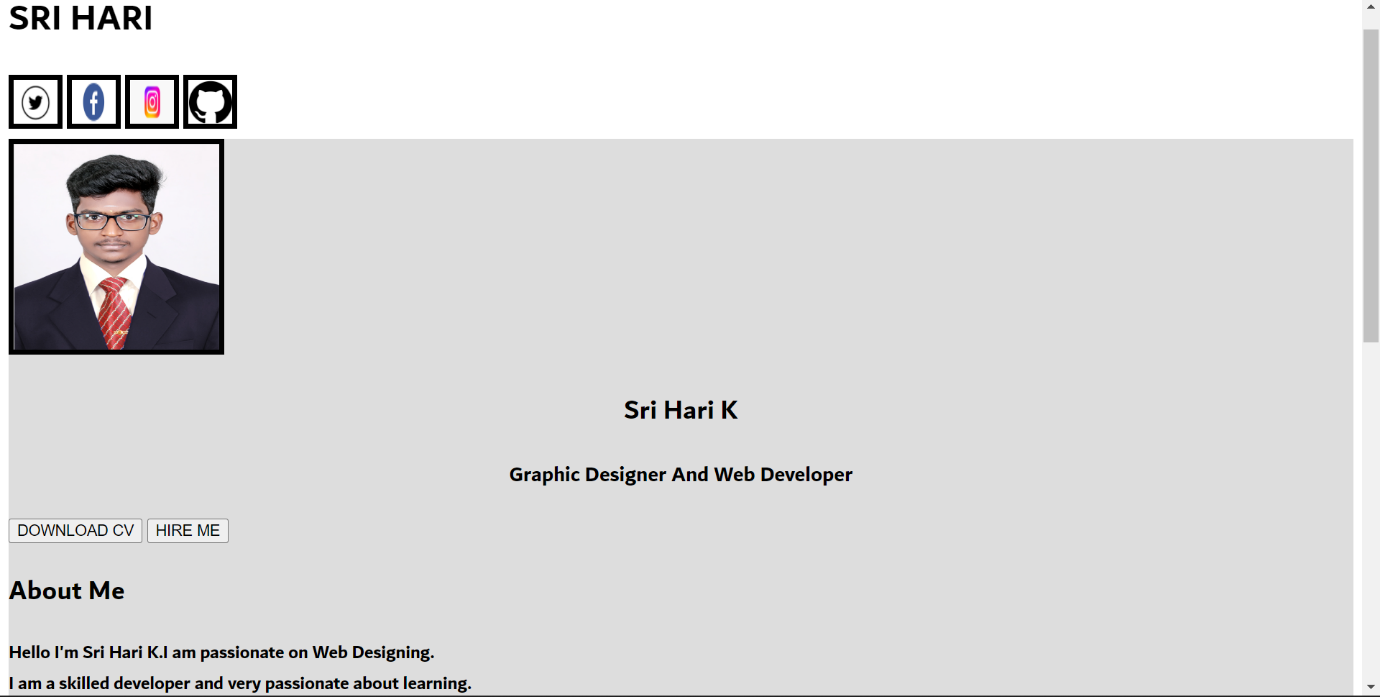 SRI HARI
Sri Hari K
Graphic Designer And Web Developer
DOWNLOAD CV HIRE ME
About Me
Hello I'm Sri Hari K.I am passionate on Web Designing.
I am a skilled developer and very passionate about learning.